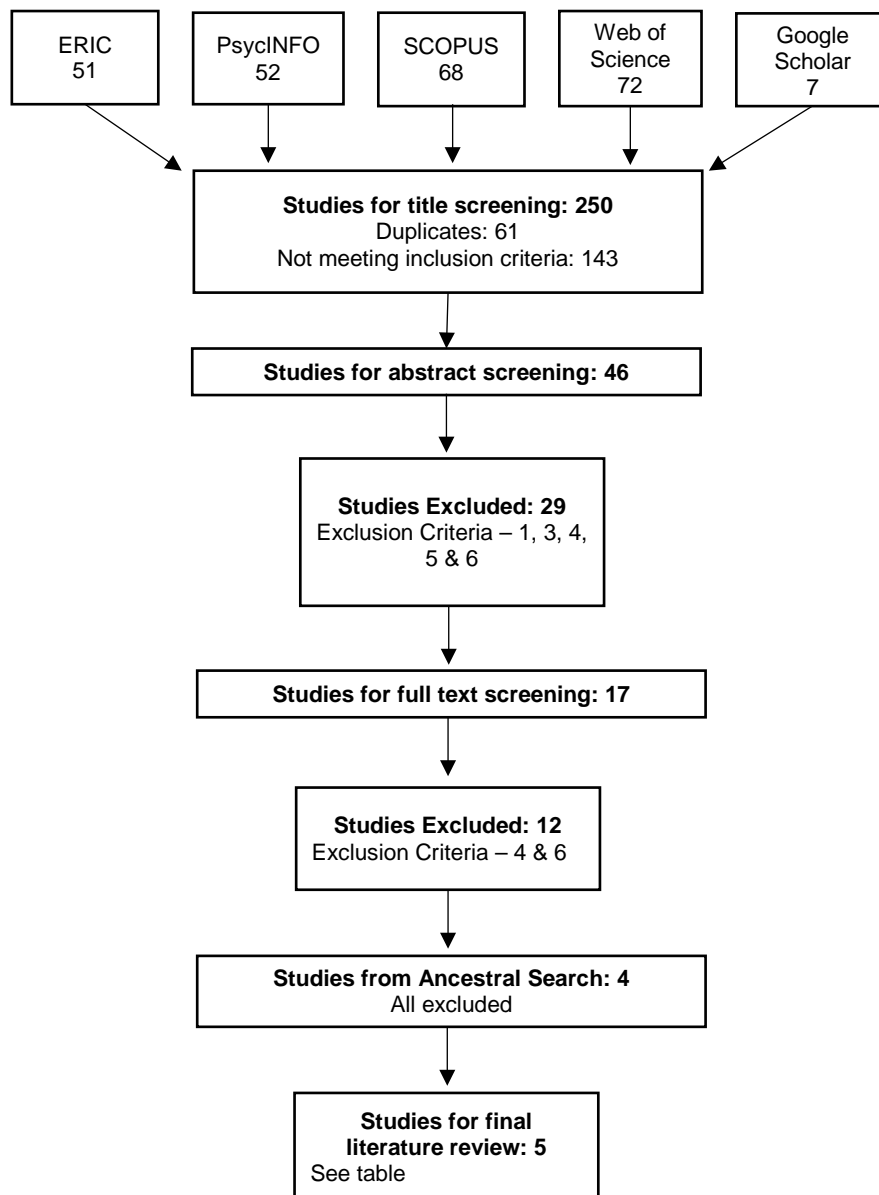 ERIC
51
PsycINFO
52
SCOPUS
68
Web of
Science
72
Google
Scholar
7
Studies for title screening: 250
Duplicates: 61
Not meeting inclusion criteria: 143
Studies for abstract screening: 46
Studies Excluded: 29
Exclusion Criteria – 1, 3, 4,
5 & 6
Studies for full text screening: 17
Studies Excluded: 12
Exclusion Criteria – 4 & 6
Studies from Ancestral Search: 4
All excluded
Studies for final
literature review: 5
See table